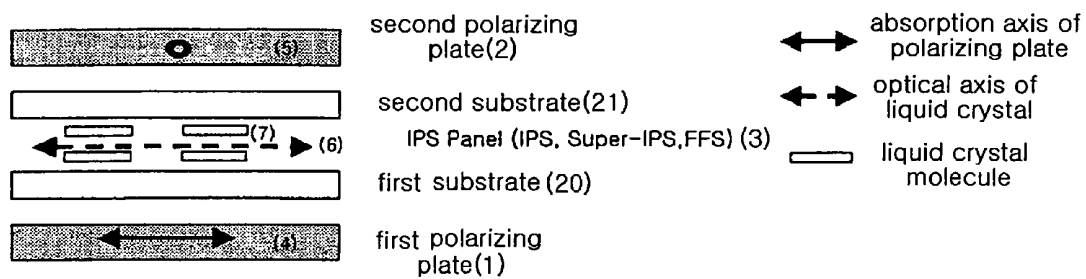 (5)
second polarizing
plate(2)
second substrate(21)
(7)
(6)
IPS Panel (IPS, Super-IPS,FFS) (3)
first substrate(20)
(4)
first polarizing
plate(1)
absorption axis of
polarizing plate
optical axis of
liquid crystal
liquid crystal
molecule